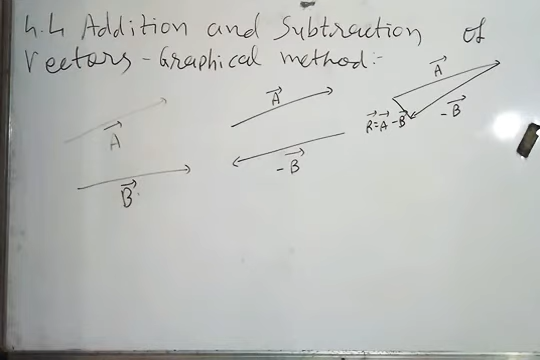 4.4 Addition and Subtraction of
Vectors - Graphical method:-
A
B
A
-B
A
-B
R=A-B